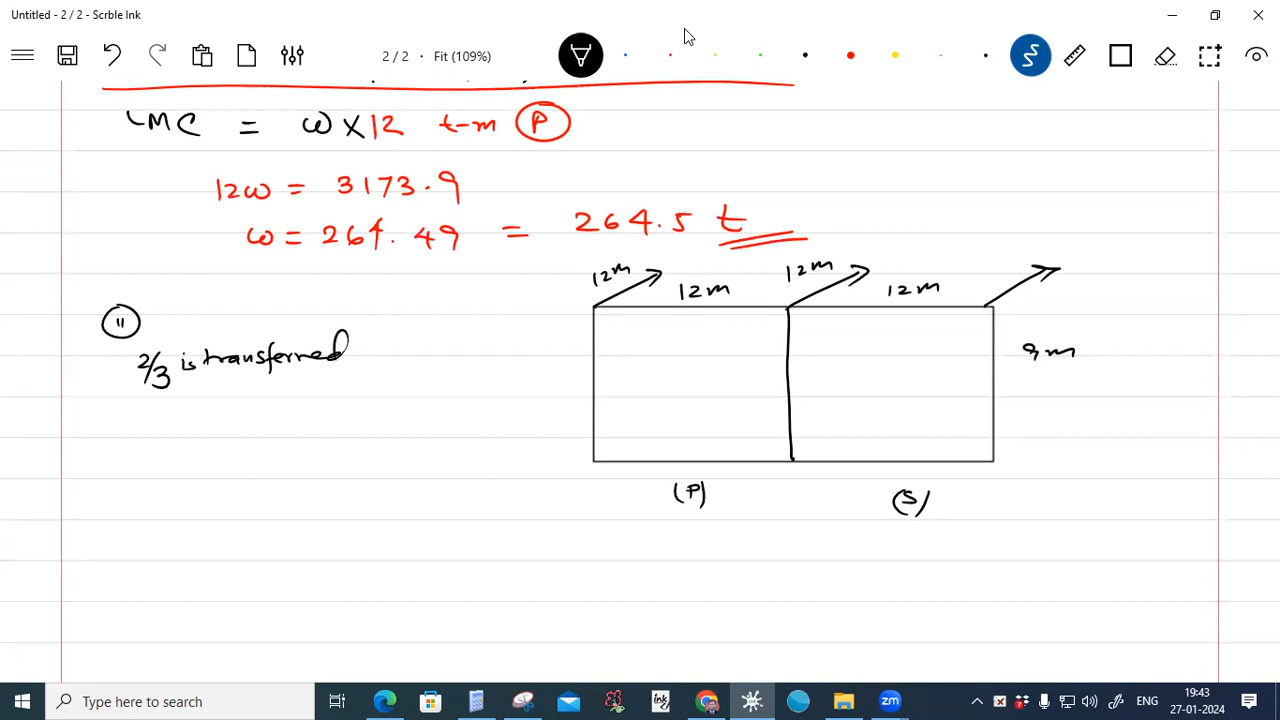 Untitled - 2 / 2 - Scrble Ink
2 / 2 · Fit (109%)
LMC = ω × 12 t-m (P)
12ω = 3173.9
ω = 264.49 = 264.5 t
12m 12m 12m 12m
(ii)
2/3 is transferred
9m
(P) (S)
Type here to search
ink
zm
ENG
19:43
27-01-2024